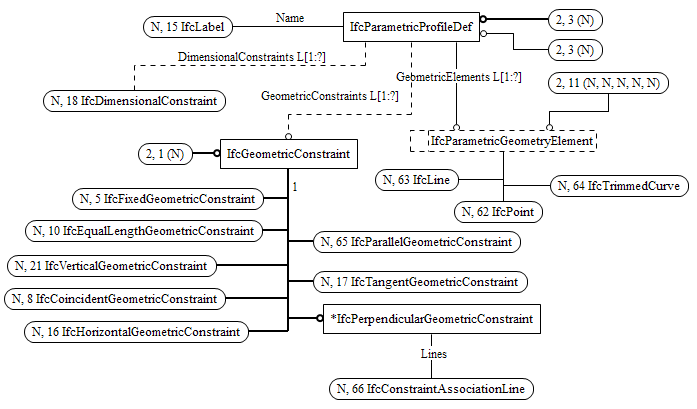 Name
N, 15 IfcLabel
IfcParametricProfileDef
2, 3 (N)
2, 3 (N)
DimensionalConstraints L[1:?]
GeometricElements L[1:?]
2, 11 (N, N, N, N, N)
N, 18 IfcDimensionalConstraint
GeometricConstraints L[1:?]
IfcParametricGeometryElement
2, 1 (N)
IfcGeometricConstraint
N, 63 IfcLine
N, 64 IfcTrimmedCurve
1
N, 5 IfcFixedGeometricConstraint
N, 62 IfcPoint
N, 10 IfcEqualLengthGeometricConstraint
N, 65 IfcParallelGeometricConstraint
N, 21 IfcVerticalGeometricConstraint
N, 17 IfcTangentGeometricConstraint
N, 8 IfcCoincidentGeometricConstraint
*IfcPerpendicularGeometricConstraint
N, 16 IfcHorizontalGeometricConstraint
Lines
N, 66 IfcConstraintAssociationLine